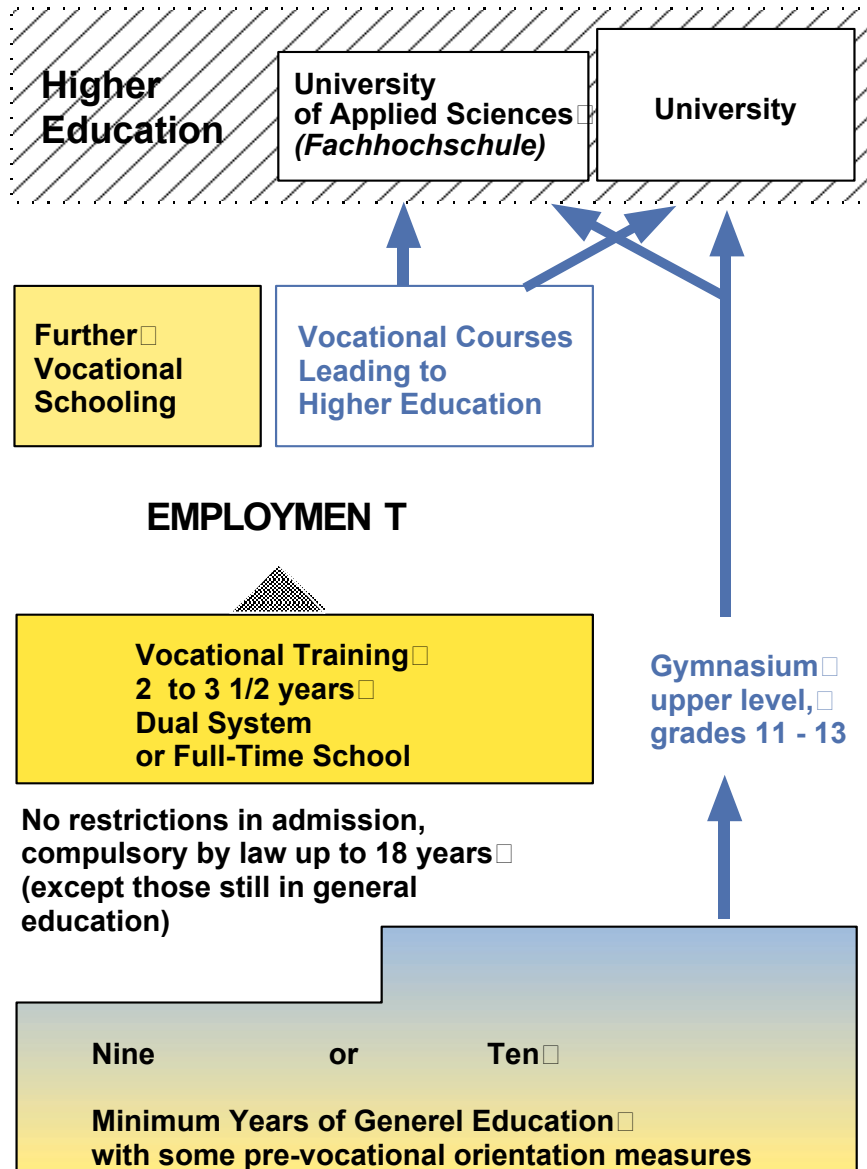 Higher
Education
University
of Applied Sciences
(Fachhochschule)
University
Further
Vocational
Schooling
Vocational Courses
Leading to
Higher Education
EMPLOYMEN T
Vocational Training
2 to 3 1/2 years
Dual System
or Full-Time School
Gymnasium
upper level,
grades 11 - 13
No restrictions in admission,
compulsory by law up to 18 years
(except those still in general
education)
Nine or Ten
Minimum Years of Generel Education
with some pre-vocational orientation measures